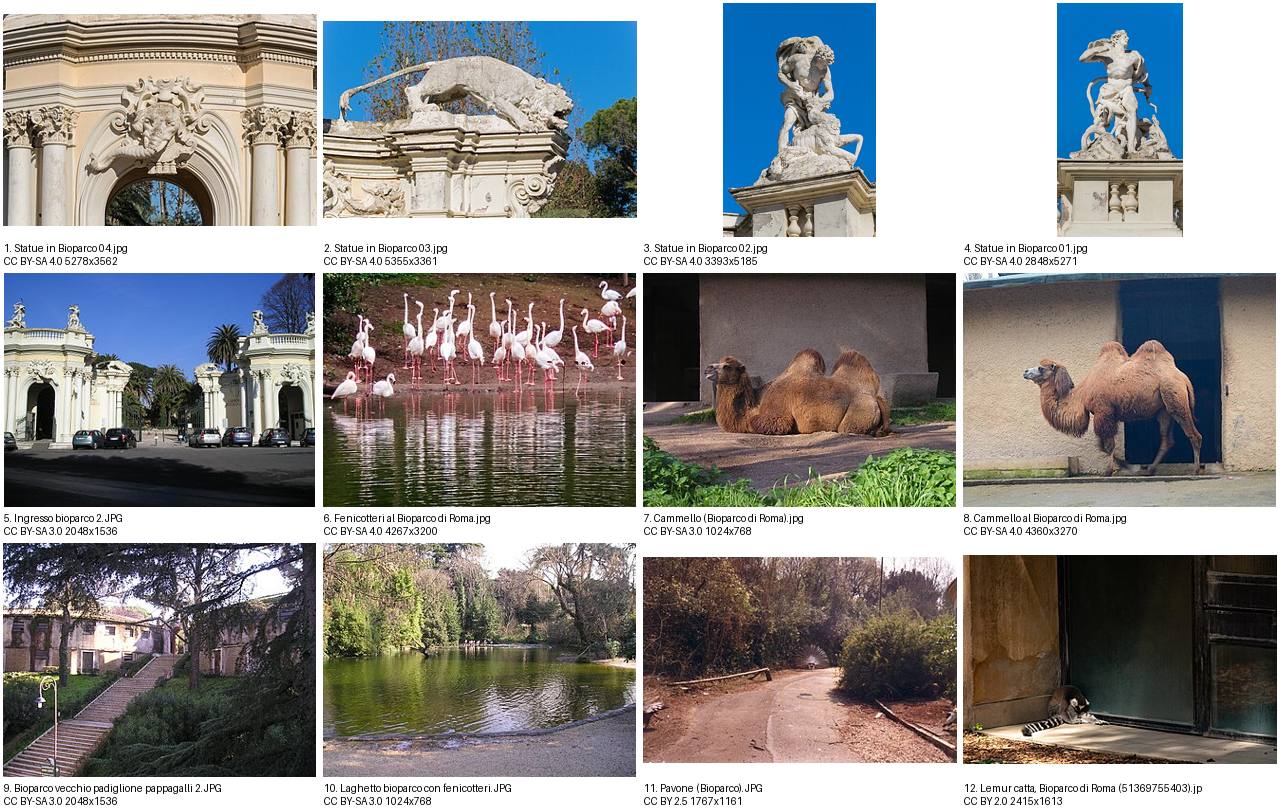 1. Statue in Bioparco 04.jpg
CC BY-SA 4.0 5278x3562
2. Statue in Bioparco 03.jpg
CC BY-SA 4.0 5355x3361
3. Statue in Bioparco 02.jpg
CC BY-SA 4.0 3393x5185
4. Statue in Bioparco 01.jpg
CC BY-SA 4.0 2848x5271
5. Ingresso bioparco 2.JPG
CC BY-SA 3.0 2048x1536
6. Fenicotteri al Bioparco di Roma.jpg
CC BY-SA 4.0 4267x3200
7. Cammello (Bioparco di Roma).jpg
CC BY-SA 3.0 1024x768
8. Cammello al Bioparco di Roma.jpg
CC BY-SA 4.0 4360x3270
9. Bioparco vecchio padiglione pappagalli 2.JPG
CC BY-SA 3.0 2048x1536
10. Laghetto bioparco con fenicotteri.JPG
CC BY-SA 3.0 1024x768
11. Pavone (Bioparco).JPG
CC BY 2.5 1767x1161
12. Lemur catta, Bioparco di Roma (51369755403).jp
CC BY 2.0 2415x1613